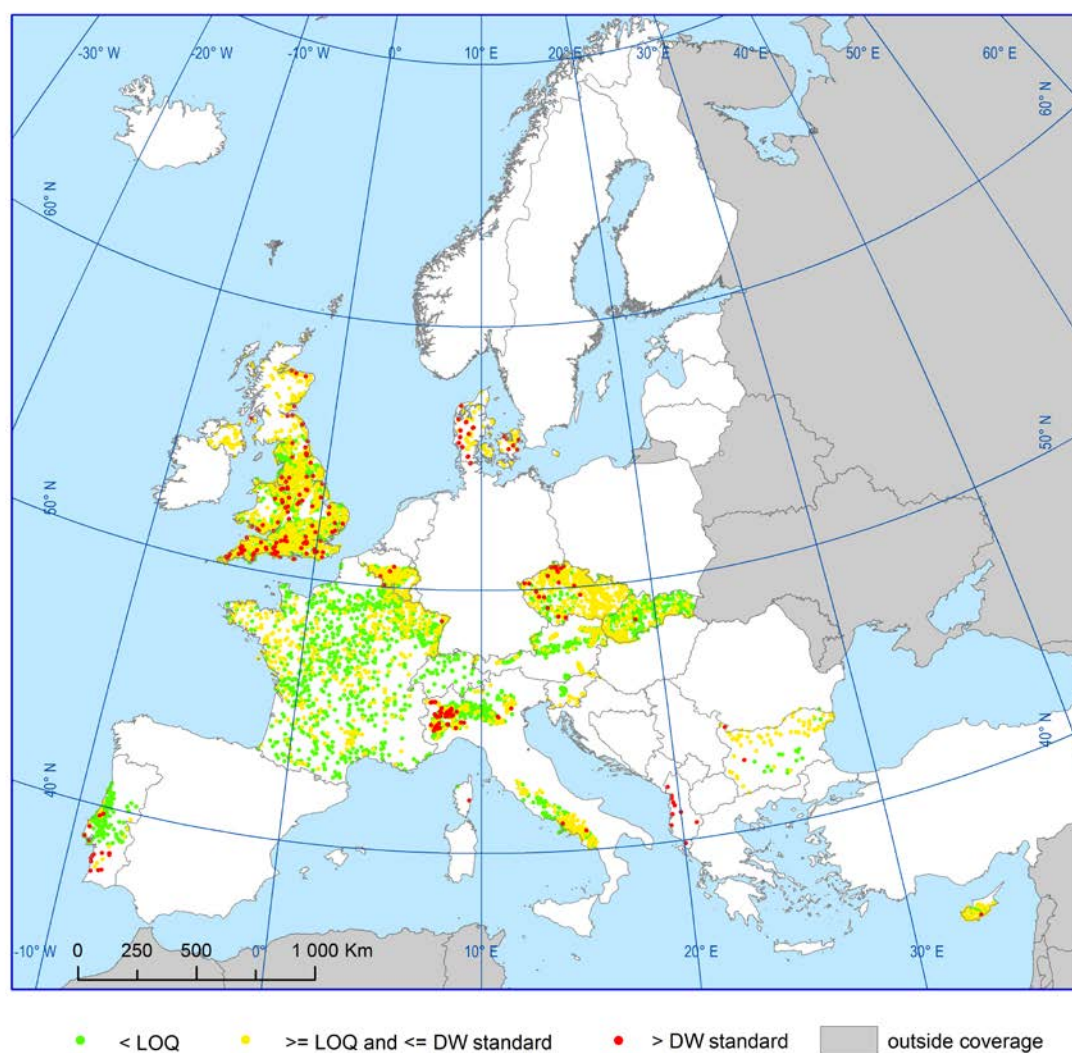 -30° W -20° W -10° W 0° 10° E 20° E 30° E 40° E 50° E 60° E
60° N
60° N
50° N
50° N
40° N
40° N
-10° W 0° 10° E 20° E 30° E
0 250 500 1 000 Km
< LOQ >= LOQ and <= DW standard > DW standard outside coverage